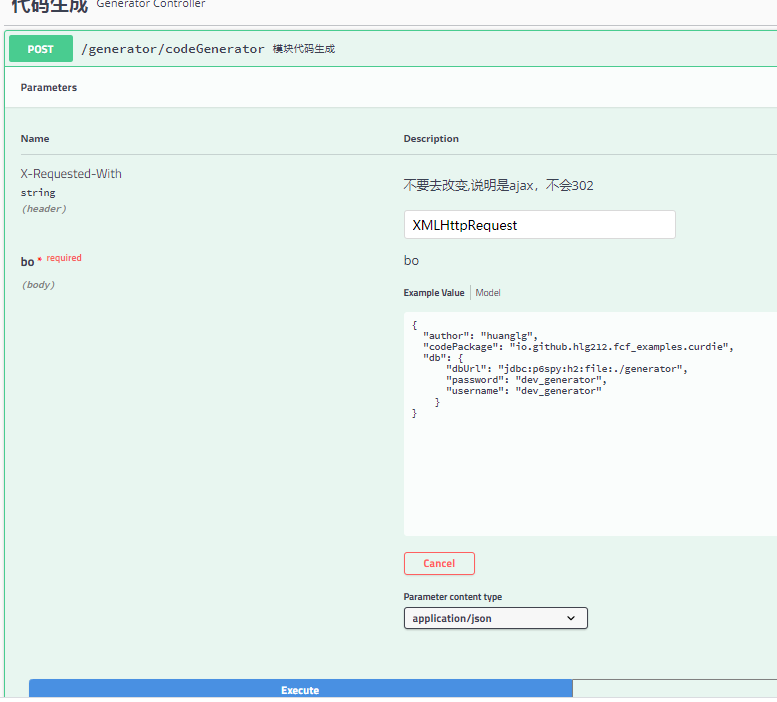 代码生成 Generator Controller
POST /generator/codeGenerator 模块代码生成
Parameters
Name Description
X-Requested-With
string
(header)
不要去改变,说明是ajax，不会302
XMLHttpRequest
bo * required
(body)
bo
Example Value Model
{
"author": "huanglg",
"codePackage": "io.github.hlg212.fcf_examples.curdie",
"db": {
"dbUrl": "jdbc:p6spy:h2:file:./generator",
"password": "dev_generator",
"username": "dev_generator"
}
}
Cancel
Parameter content type
application/json
Execute